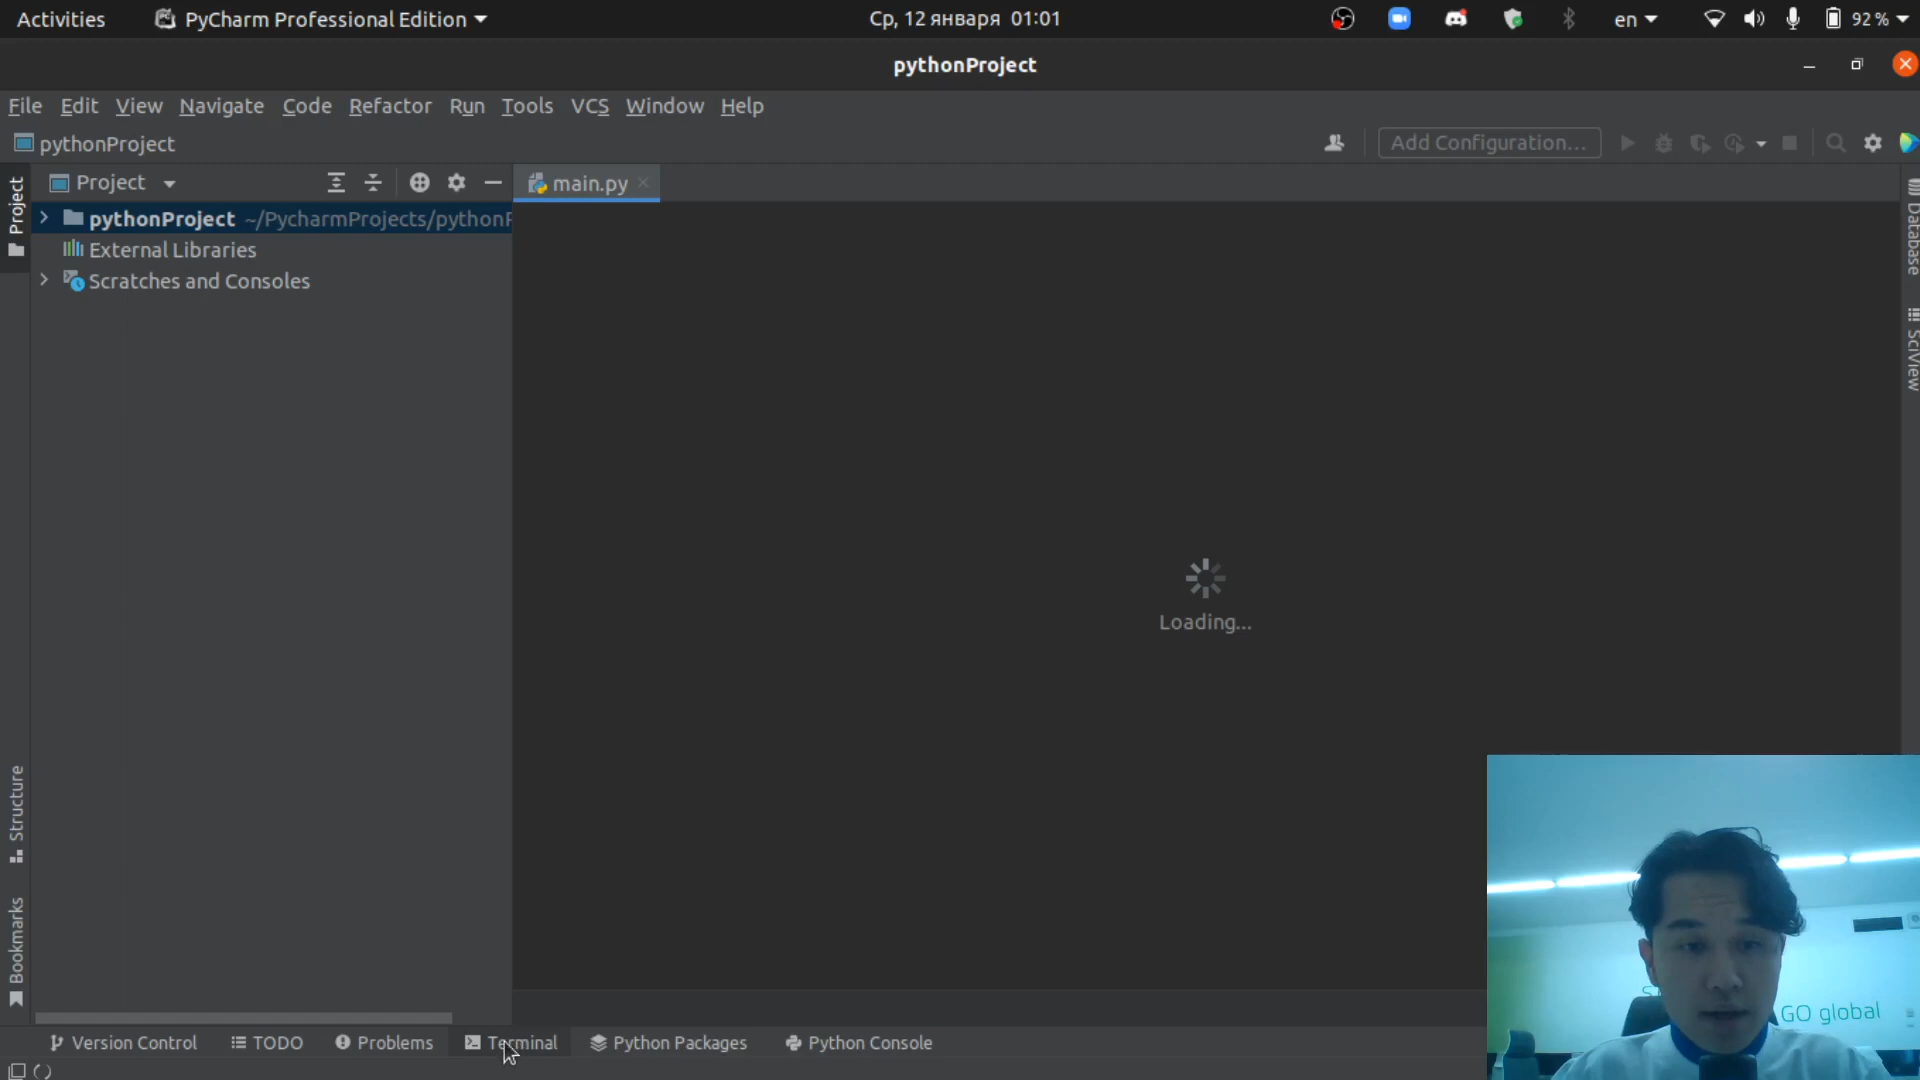 Activities PyCharm Professional Edition Ср, 12 января 01:01 en 92 %
pythonProject
File Edit View Navigate Code Refactor Run Tools VCS Window Help
pythonProject Add Configuration...
Project
Project
main.py
pythonProject ~/PycharmProjects/pythonP
External Libraries
Scratches and Consoles
Database
SciView
Loading...
Structure
Bookmarks
GO global
Version Control TODO Problems Terminal Python Packages Python Console